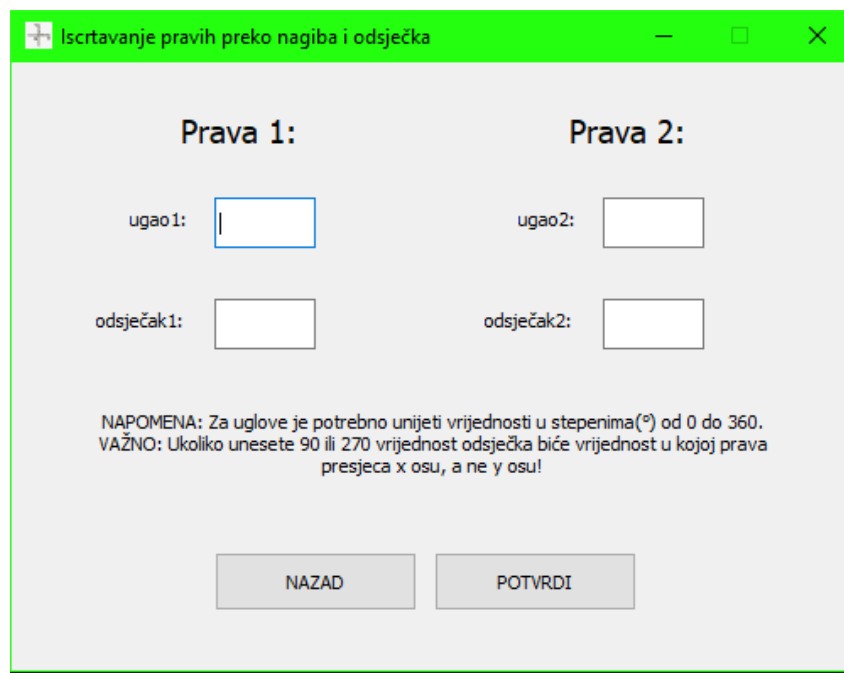 Iscrtavanje pravih preko nagiba i odsječka
Prava 1:
Prava 2:
ugao1:
ugao2:
odsječak1:
odsječak2:
NAPOMENA: Za uglove je potrebno unijeti vrijednosti u stepenima(°) od 0 do 360.
VAŽNO: Ukoliko unesete 90 ili 270 vrijednost odsječka biće vrijednost u kojoj prava
presjeca x osu, a ne y osu!
NAZAD
POTVRDI